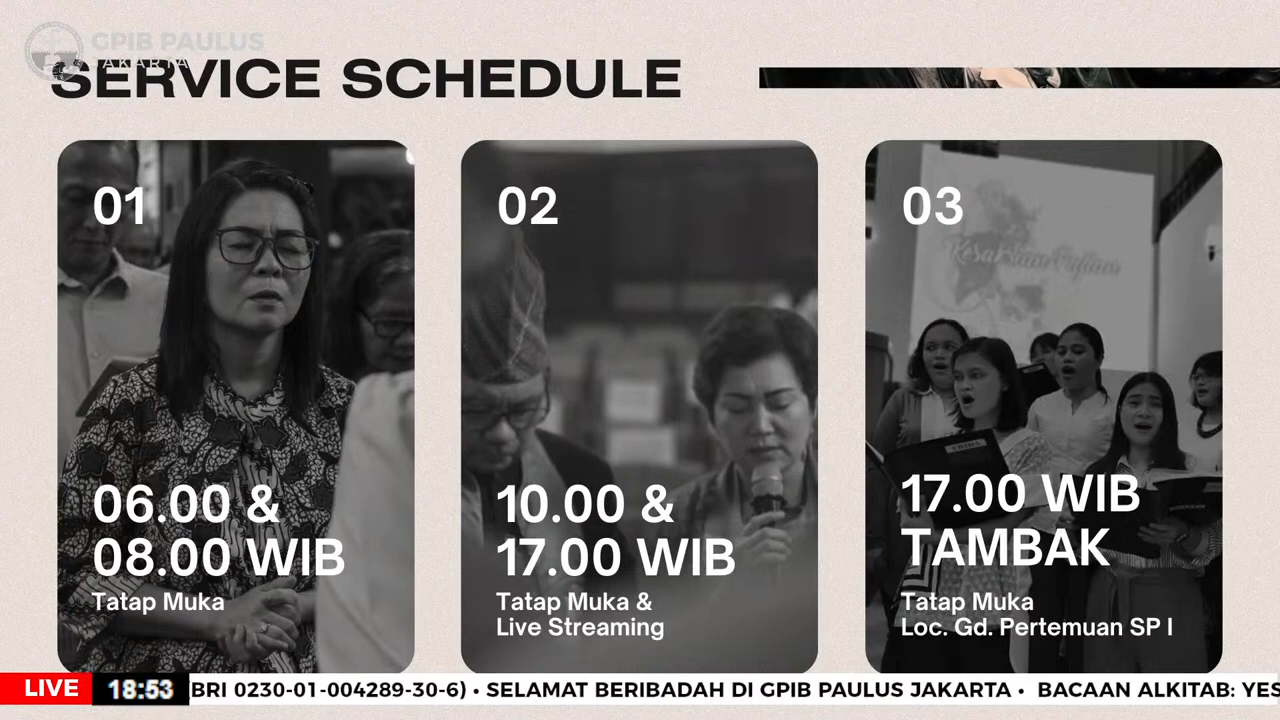 GPIB PAULUS
JAKARTA
SERVICE SCHEDULE
01
06.00 &
08.00 WIB
Tatap Muka
02
10.00 &
17.00 WIB
Tatap Muka &
Live Streaming
03
Kesaksian Pujian
17.00 WIB
TAMBAK
Tatap Muka
Loc. Gd. Pertemuan SP I
LIVE
18:53
(BRI 0230-01-004289-30-6) • SELAMAT BERIBADAH DI GPIB PAULUS JAKARTA • BACAAN ALKITAB: YES